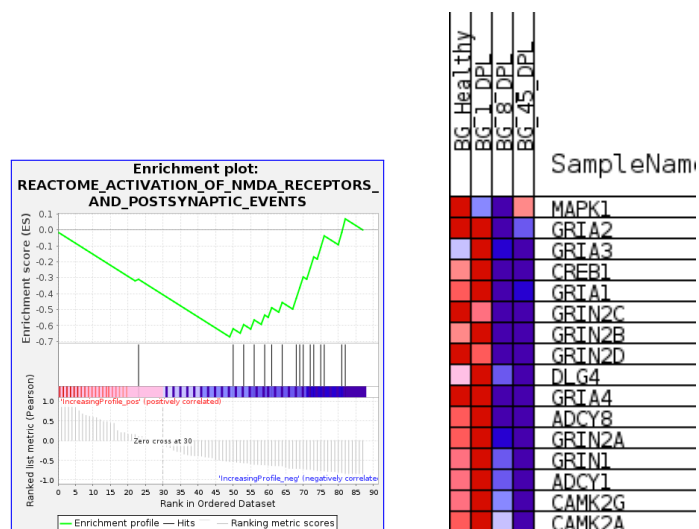 Enrichment plot:
REACTOME_ACTIVATION_OF_NMDA_RECEPTORS_
AND_POSTSYNAPTIC_EVENTS
Enrichment score (ES)
0.1
0.0
-0.1
-0.2
-0.3
-0.4
-0.5
-0.6
-0.7
Ranked list metric (Pearson)
1.0
0.5
0.0
-0.5
-1.0
'IncreasingProfile_pos' (positively correlated)
Zero cross at 30
'IncreasingProfile_neg' (negatively correlate
0 5 10 15 20 25 30 35 40 45 50 55 60 65 70 75 80 85 90
Rank in Ordered Dataset
Enrichment profile Hits Ranking metric scores
BG_Healthy
BG_1_DPL
BG_8_DPL
BG_45_DPL
SampleName
MAPK1
GRIA2
GRIA3
CREB1
GRIA1
GRIN2C
GRIN2B
GRIN2D
DLG4
GRIA4
ADCY8
GRIN2A
GRIN1
ADCY1
CAMK2G
CAMK2A